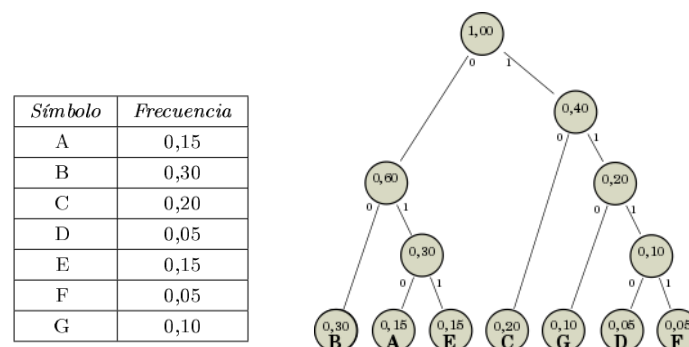 Símbolo Frecuencia
A 0,15
B 0,30
C 0,20
D 0,05
E 0,15
F 0,05
G 0,10
1,00
0 1
0,40
0 1
0,60
0 1
0,20
0 1
0,30
0 1
0,10
0 1
0,30 0,15 0,15 0,20 0,10 0,05 0,05
B A E C G D F